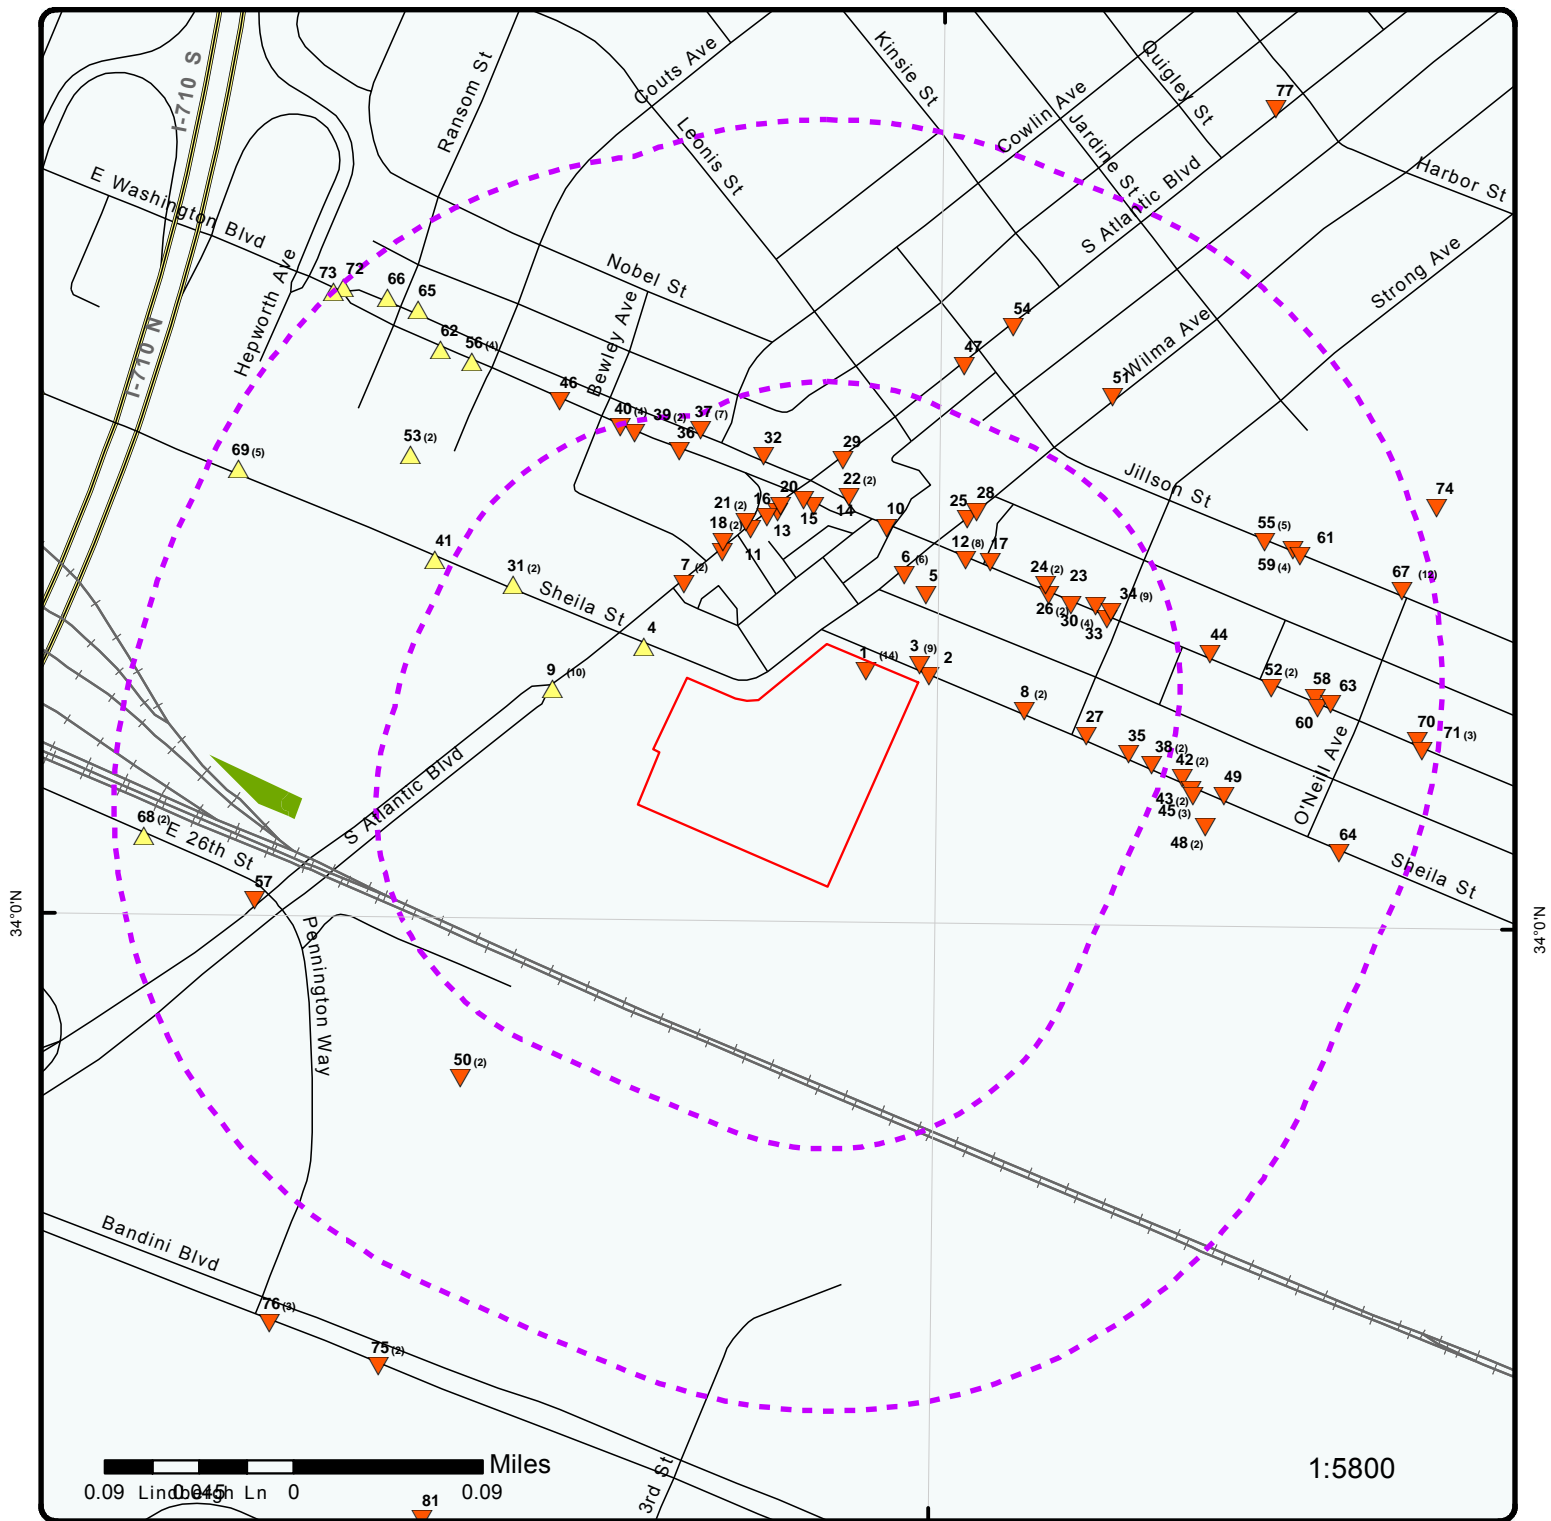 I-710 S
Ransom St
Couts Ave
Kinsie St
Quigley St
77
Cowlin Ave
Leonis St
Jardine St
Harbor St
E Washington Blvd
S Atlantic Blvd
Hepworth Ave
Nobel St
Strong Ave
73
72
66
65
62
56 (4)
Bewley Ave
54
Wilma Ave
I-710 N
47
51
46
40 (4)
39 (2)
37 (7)
36
53 (2)
69 (5)
32
29
Jillson St
74
21 (2)
16
20
22 (2)
25
28
18 (2)
13
15
14
10
55 (5)
61
59 (4)
41
11
12 (8)
17
31 (2)
7 (2)
6 (6)
5
24 (2)
23
67 (12)
Sheila St
26 (2)
30 (4)
34 (9)
33
4
1 (14)
3 (9)
2
44
9 (10)
52 (2)
58
63
60
8 (2)
27
35
38 (2)
42 (2)
70
71 (3)
O'Neill Ave
S Atlantic Blvd
43 (2)
49
45 (3)
48 (2)
68 (2)
E 26th St
64
Sheila St
57
34°0'N
34°0'N
Pennington Way
50 (2)
Bandini Blvd
76 (3)
75 (2)
3rd St
Miles
1:5800
0.09
Lindbergh Ln
0.045
0
0.09
81